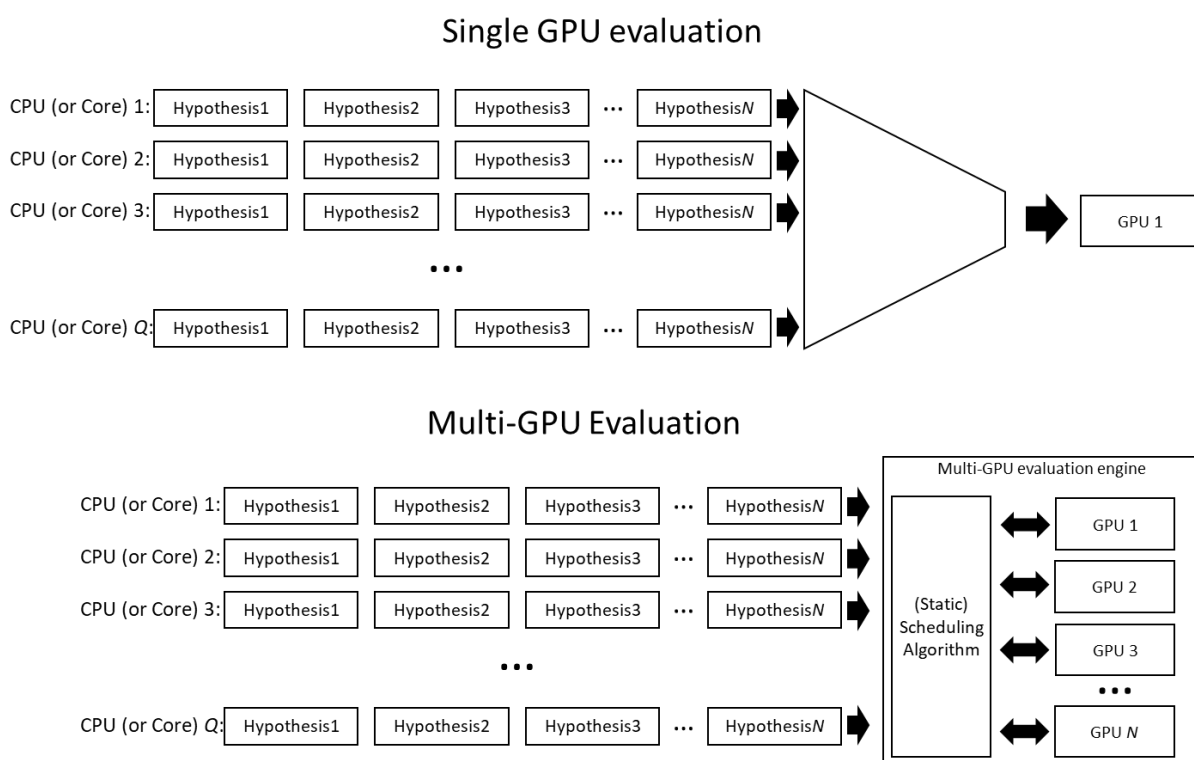 Single GPU evaluation
CPU (or Core) 1: Hypothesis1 Hypothesis2 Hypothesis3 ... HypothesisN
CPU (or Core) 2: Hypothesis1 Hypothesis2 Hypothesis3 ... HypothesisN
CPU (or Core) 3: Hypothesis1 Hypothesis2 Hypothesis3 ... HypothesisN
GPU 1
...
CPU (or Core) Q: Hypothesis1 Hypothesis2 Hypothesis3 ... HypothesisN
Multi-GPU Evaluation
Multi-GPU evaluation engine
CPU (or Core) 1: Hypothesis1 Hypothesis2 Hypothesis3 ... HypothesisN
CPU (or Core) 2: Hypothesis1 Hypothesis2 Hypothesis3 ... HypothesisN
CPU (or Core) 3: Hypothesis1 Hypothesis2 Hypothesis3 ... HypothesisN
...
CPU (or Core) Q: Hypothesis1 Hypothesis2 Hypothesis3 ... HypothesisN
(Static)
Scheduling
Algorithm
GPU 1
GPU 2
GPU 3
...
GPU N